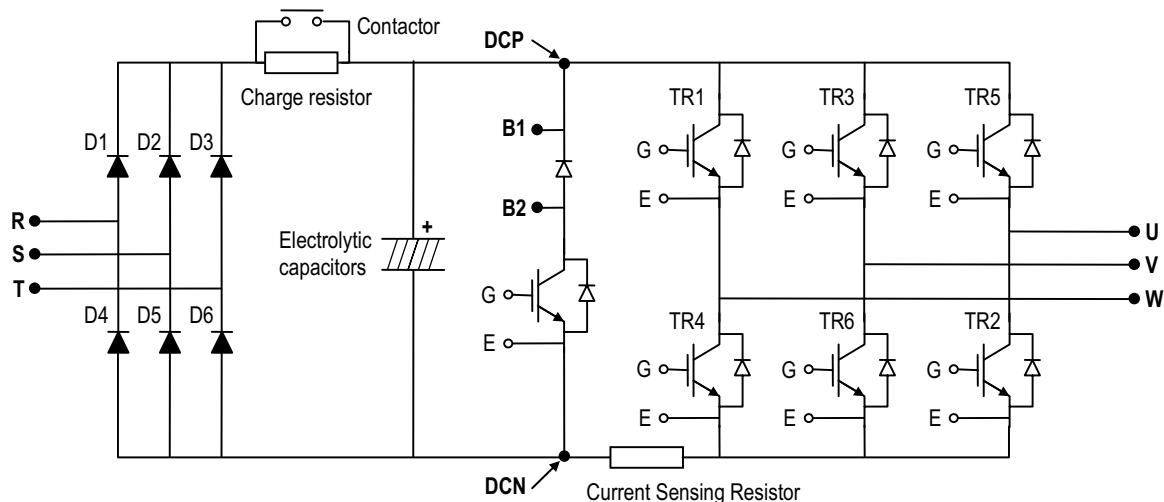 Contactor
DCP
Charge resistor
TR1 TR3 TR5
D1 D2 D3
B1
G G G
B2
E E E
R
S
T
+
Electrolytic
capacitors
U
V
W
G
D4 D5 D6
E
TR4 TR6 TR2
G G G
E E E
DCN
Current Sensing Resistor